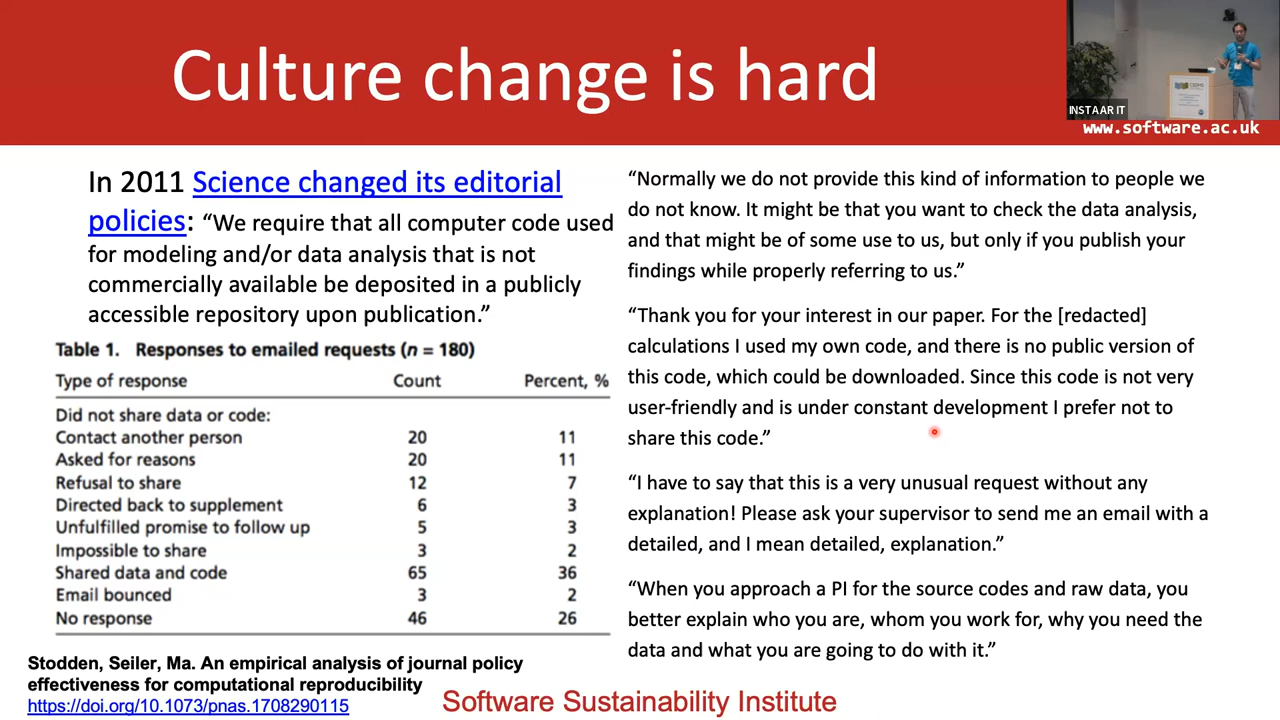 Culture change is hard
INSTAAR IT
www.software.ac.uk
In 2011 Science changed its editorial
policies: “We require that all computer code used
for modeling and/or data analysis that is not
commercially available be deposited in a publicly
accessible repository upon publication.”
Table 1. Responses to emailed requests (n = 180)
Type of response Count Percent, %
Did not share data or code:
Contact another person 20 11
Asked for reasons 20 11
Refusal to share 12 7
Directed back to supplement 6 3
Unfulfilled promise to follow up 5 3
Impossible to share 3 2
Shared data and code 65 36
Email bounced 3 2
No response 46 26
Stodden, Seiler, Ma. An empirical analysis of journal policy
effectiveness for computational reproducibility
https://doi.org/10.1073/pnas.1708290115
“Normally we do not provide this kind of information to people we
do not know. It might be that you want to check the data analysis,
and that might be of some use to us, but only if you publish your
findings while properly referring to us.”
“Thank you for your interest in our paper. For the [redacted]
calculations I used my own code, and there is no public version of
this code, which could be downloaded. Since this code is not very
user-friendly and is under constant development I prefer not to
share this code.”
“I have to say that this is a very unusual request without any
explanation! Please ask your supervisor to send me an email with a
detailed, and I mean detailed, explanation.”
“When you approach a PI for the source codes and raw data, you
better explain who you are, whom you work for, why you need the
data and what you are going to do with it.”
Software Sustainability Institute